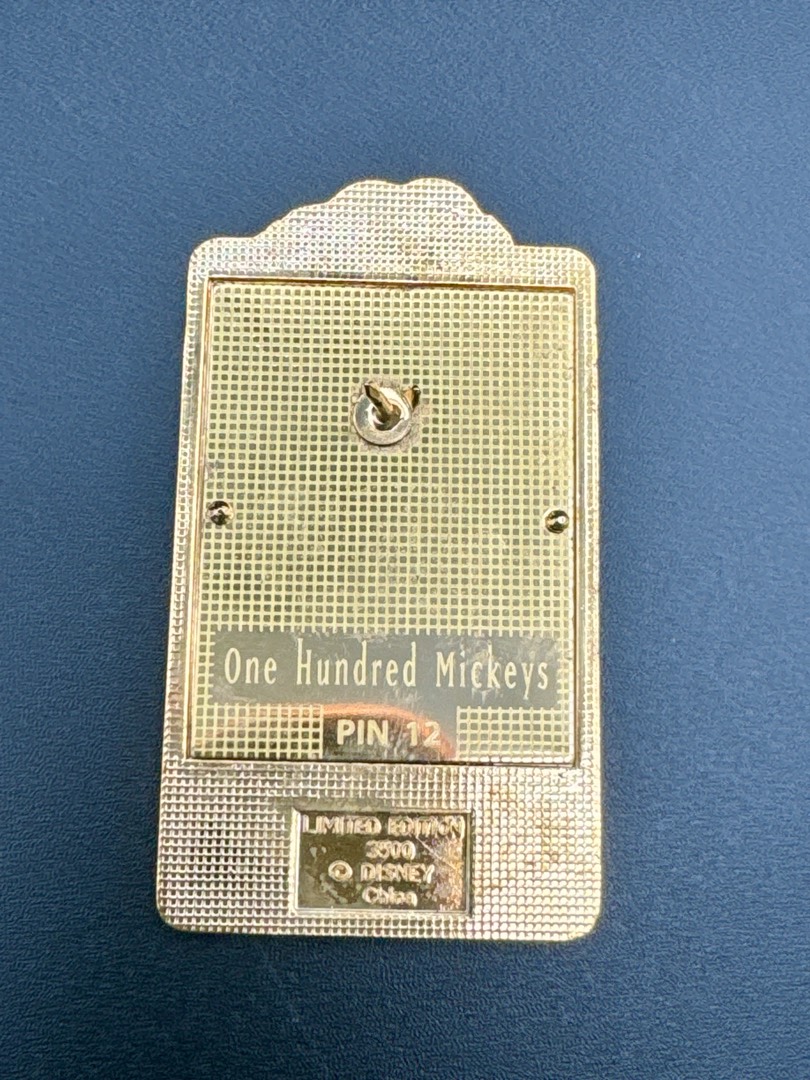 One Hundred Mickeys
PIN 12
LIMITED EDITION
3500
© DISNEY
China